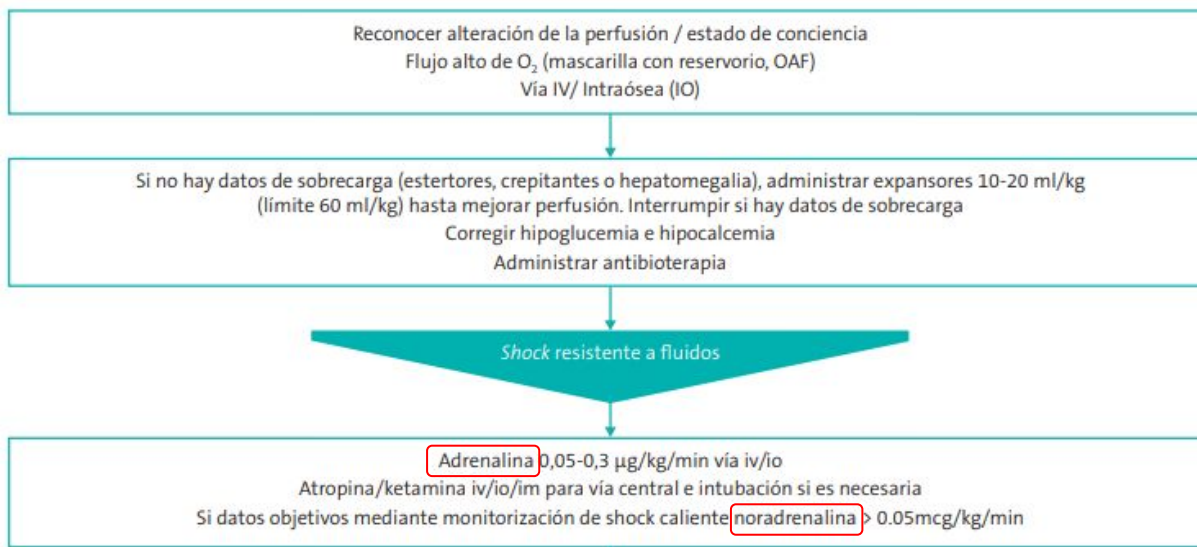 Reconocer alteración de la perfusión / estado de conciencia
Flujo alto de O₂ (mascarilla con reservorio, OAF)
Vía IV/ Intraósea (IO)
Si no hay datos de sobrecarga (estertores, crepitantes o hepatomegalia), administrar expansores 10-20 ml/kg
(límite 60 ml/kg) hasta mejorar perfusión. Interrumpir si hay datos de sobrecarga
Corregir hipoglucemia e hipocalcemia
Administrar antibioterapia
Shock resistente a fluidos
Adrenalina 0,05-0,3 µg/kg/min vía iv/io
Atropina/ketamina iv/io/im para vía central e intubación si es necesaria
Si datos objetivos mediante monitorización de shock caliente noradrenalina > 0.05mcg/kg/min